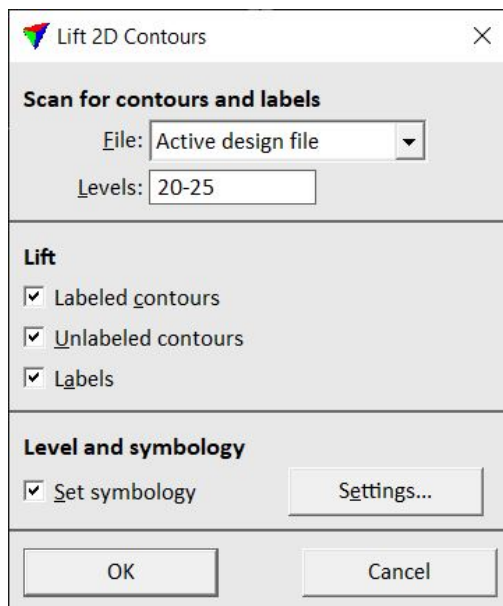 Lift 2D Contours
Scan for contours and labels
File: Active design file
Levels: 20-25
Lift
Labeled contours
Unlabeled contours
Labels
Level and symbology
Set symbology Settings...
OK Cancel